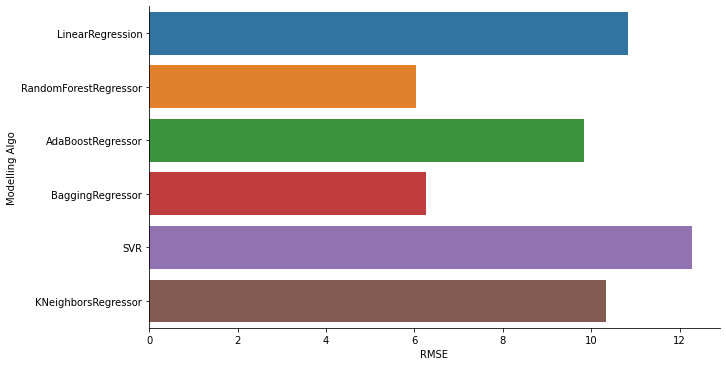 Modelling Algo
LinearRegression
RandomForestRegressor
AdaBoostRegressor
BaggingRegressor
SVR
KNeighborsRegressor
0 2 4 6 8 10 12
RMSE